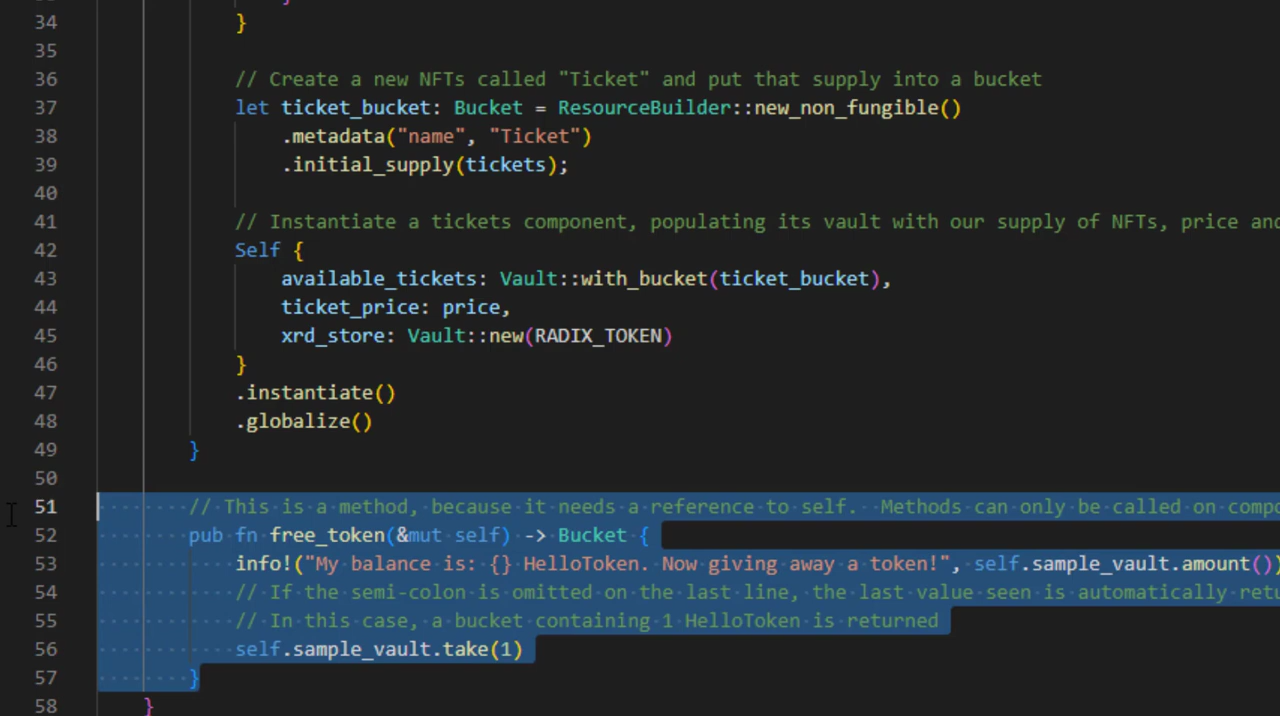 34 }
35
36 // Create a new NFTs called "Ticket" and put that supply into a bucket
37 let ticket_bucket: Bucket = ResourceBuilder::new_non_fungible()
38 .metadata("name", "Ticket")
39 .initial_supply(tickets);
40
41 // Instantiate a tickets component, populating its vault with our supply of NFTs, price and
42 Self {
43 available_tickets: Vault::with_bucket(ticket_bucket),
44 ticket_price: price,
45 xrd_store: Vault::new(RADIX_TOKEN)
46 }
47 .instantiate()
48 .globalize()
49 }
50
51 // This is a method, because it needs a reference to self.  Methods can only be called on compo
52 pub fn free_token(&mut self) -> Bucket {
53 info!("My balance is: {} HelloToken. Now giving away a token!", self.sample_vault.amount())
54 // If the semi-colon is omitted on the last line, the last value seen is automatically retu
55 // In this case, a bucket containing 1 HelloToken is returned
56 self.sample_vault.take(1)
57 }
58 }